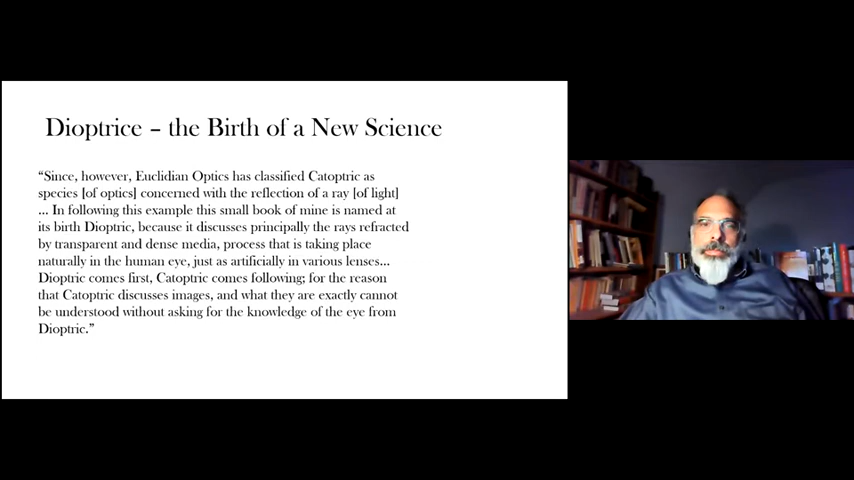 Dioptrice – the Birth of a New Science
“Since, however, Euclidian Optics has classified Catoptric as
species [of optics] concerned with the reflection of a ray [of light]
... In following this example this small book of mine is named at
its birth Dioptric, because it discusses principally the rays refracted
by transparent and dense media, process that is taking place
naturally in the human eye, just as artificially in various lenses...
Dioptric comes first, Catoptric comes following; for the reason
that Catoptric discusses images, and what they are exactly cannot
be understood without asking for the knowledge of the eye from
Dioptric.”